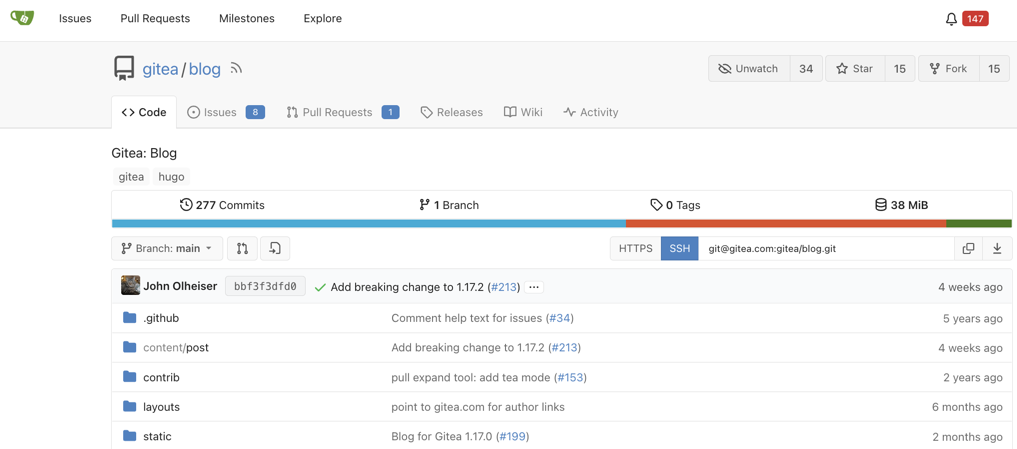 Issues Pull Requests Milestones Explore 147
gitea/blog Unwatch 34 Star 15 Fork 15
Code Issues 8 Pull Requests 1 Releases Wiki Activity
Gitea: Blog
gitea hugo
277 Commits 1 Branch 0 Tags 38 MiB
Branch: main HTTPS SSH git@gitea.com:gitea/blog.git
John Olheiser bbf3f3dfd0 Add breaking change to 1.17.2 (#213) ... 4 weeks ago
.github Comment help text for issues (#34) 5 years ago
content/post Add breaking change to 1.17.2 (#213) 4 weeks ago
contrib pull expand tool: add tea mode (#153) 2 years ago
layouts point to gitea.com for author links 6 months ago
static Blog for Gitea 1.17.0 (#199) 2 months ago